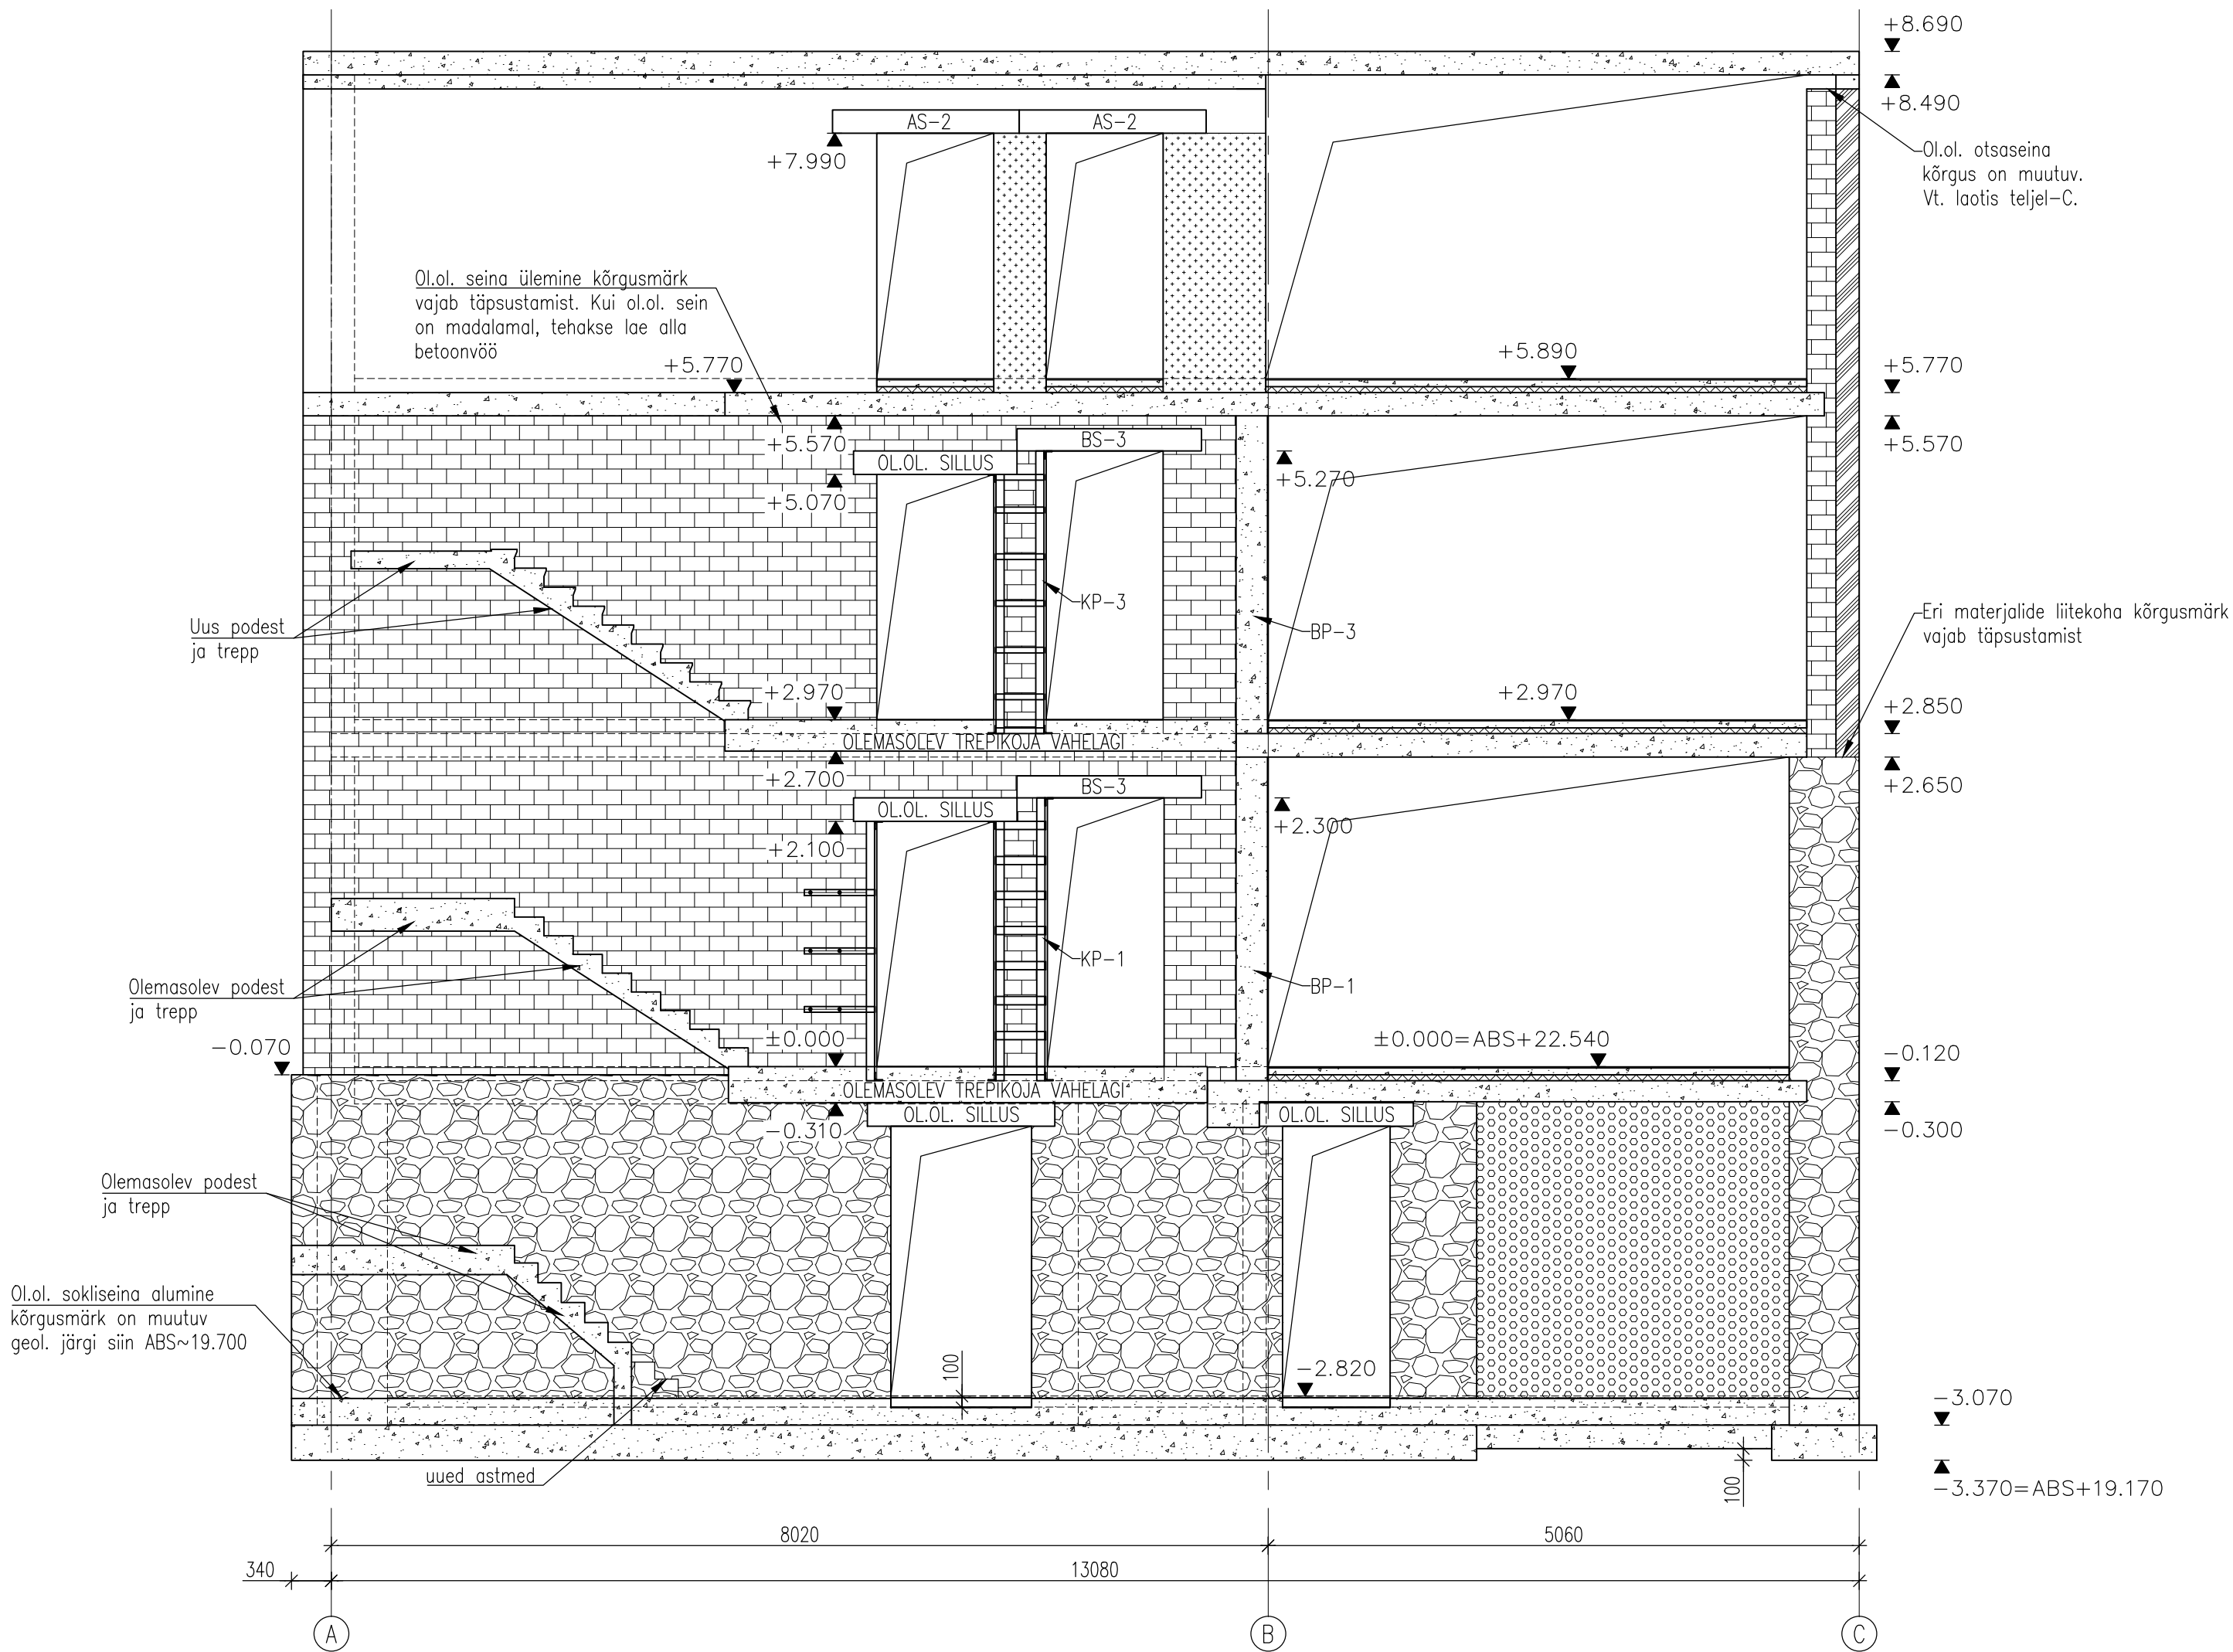 +8.690
+8.490
AS-2
AS-2
+7.990
Ol.ol. otsaseina
kõrgus on muutuv.
Vt. laotis teljel-C.
Ol.ol. seina ülemine kõrgusmärk
vajab täpsustamist. Kui ol.ol. sein
on madalamal, tehakse lae alla
betoonvöö
+5.770
+5.890
+5.770
+5.570
BS-3
OL.OL. SILLUS
+5.570
+5.270
+5.070
KP-3
BP-3
Uus podest
ja trepp
Eri materjalide liitekoha kõrgusmärk
vajab täpsustamist
+2.970
+2.970
+2.850
OLEMASOLEV TREPIKOJA VAHELAGI
+2.700
+2.650
BS-3
OL.OL. SILLUS
+2.300
+2.100
KP-1
BP-1
Olemasolev podest
ja trepp
-0.070
±0.000
±0.000=ABS+22.540
-0.120
OLEMASOLEV TREPIKOJA VAHELAGI
OL.OL. SILLUS
OL.OL. SILLUS
-0.310
-0.300
Olemasolev podest
ja trepp
Ol.ol. sokliseina alumine
kõrgusmärk on muutuv
geol. järgi siin ABS~19.700
100
-2.820
-3.070
uued astmed
100
-3.370=ABS+19.170
8020
5060
340
13080
A
B
C